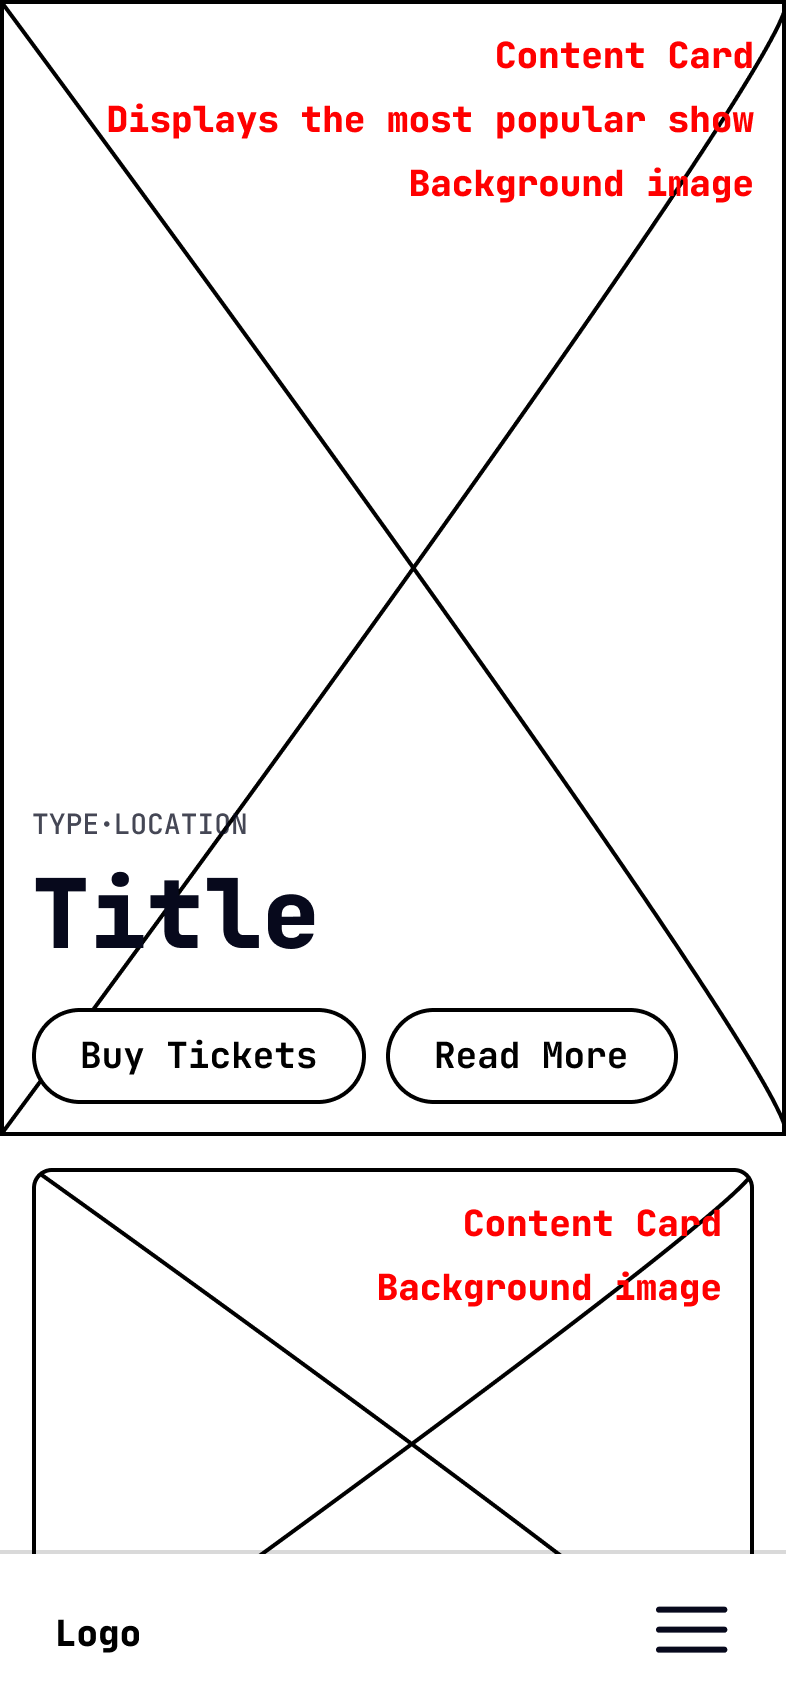 Content Card
Displays the most popular show
Background image
TYPE·LOCATION
Title
Buy Tickets Read More
Content Card
Background image
Logo